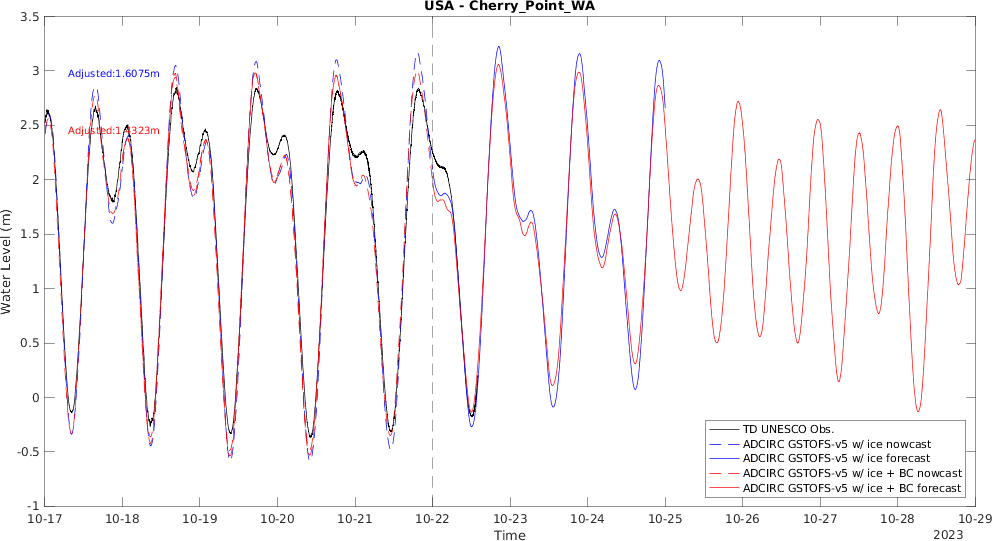 USA - Cherry_Point_WA
3.5
3
2.5
2
1.5
1
0.5
0
-0.5
-1
Water Level (m)
Adjusted:1.6075m
TD UNESCO Obs.
ADCIRC GSTOFS-v5 w/ ice nowcast
ADCIRC GSTOFS-v5 w/ ice forecast
ADCIRC GSTOFS-v5 w/ ice + BC nowcast
ADCIRC GSTOFS-v5 w/ ice + BC forecast
10-17 10-18 10-19 10-20 10-21 10-22 10-23 10-24 10-25 10-26 10-27 10-28 10-29
Time
2023